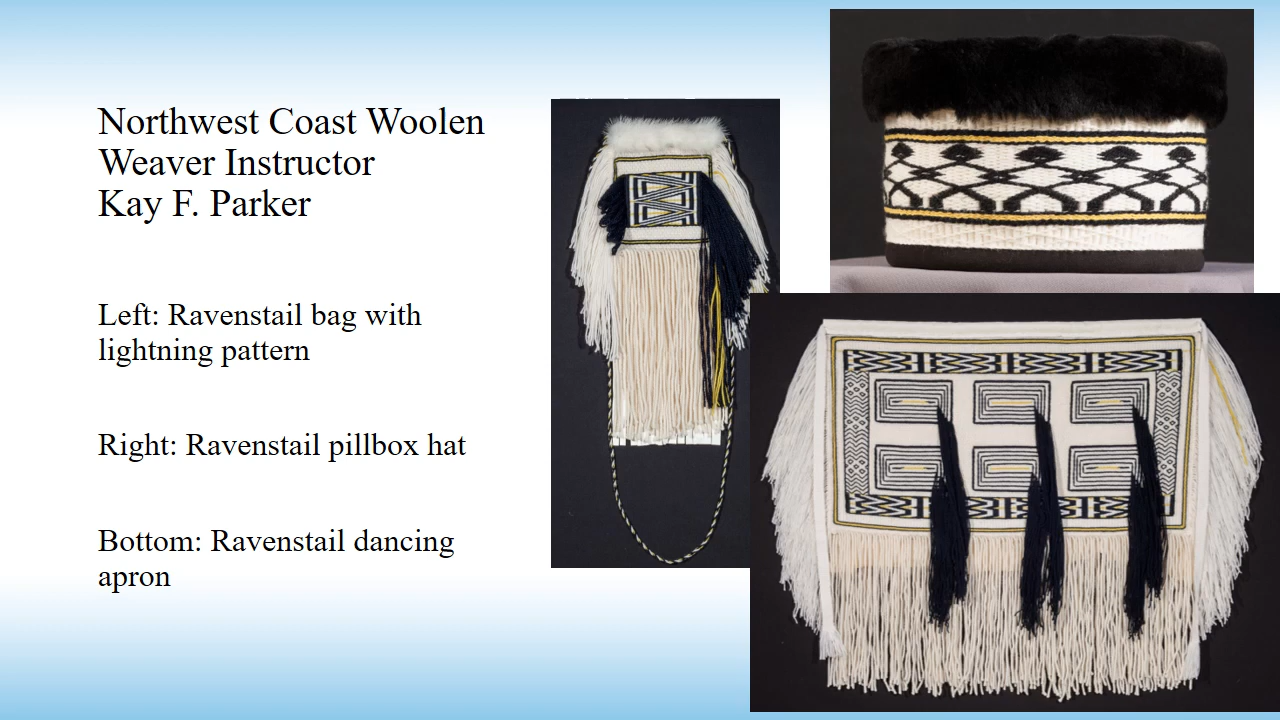 Northwest Coast Woolen
Weaver Instructor
Kay F. Parker
Left: Ravenstail bag with
lightning pattern
Right: Ravenstail pillbox hat
Bottom: Ravenstail dancing
apron